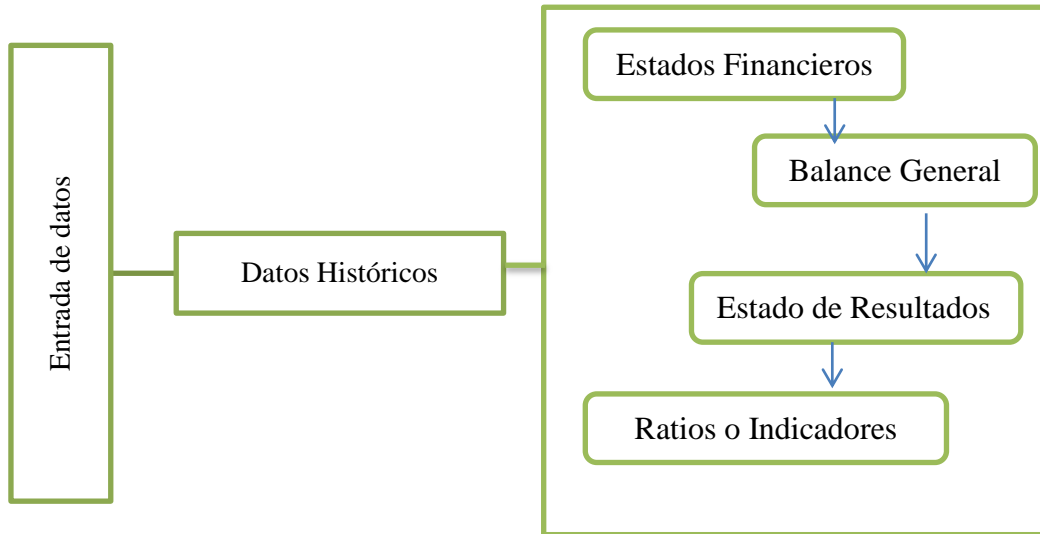 Entrada de datos
Datos Históricos
Estados Financieros
Balance General
Estado de Resultados
Ratios o Indicadores